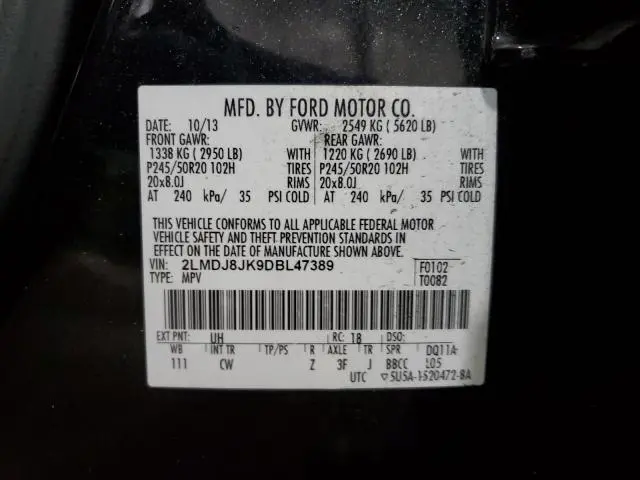 MFD. BY FORD MOTOR CO.
DATE: 10/13 GVWR: 2549 KG ( 5620 LB)
FRONT GAWR: REAR GAWR:
1338 KG ( 2950 LB) WITH 1220 KG ( 2690 LB) WITH
P245/50R20 102H TIRES P245/50R20 102H TIRES
20x8.0J RIMS 20x8.0J RIMS
AT 240 kPa/ 35 PSI COLD AT 240 kPa/ 35 PSI COLD
THIS VEHICLE CONFORMS TO ALL APPLICABLE FEDERAL MOTOR
VEHICLE SAFETY AND THEFT PREVENTION STANDARDS IN
EFFECT ON THE DATE OF MANUFACTURE SHOWN ABOVE.
VIN: 2LMDJ8JK9DBL47389 F0102
TYPE: MPV T0082
EXT PNT: UH RC: 18 DSO:
WB INT TR TP/PS R AXLE TR SPR DQ11A
111 CW Z 3F J BBCC L05
UTC ▽5U5A-1520472-BA